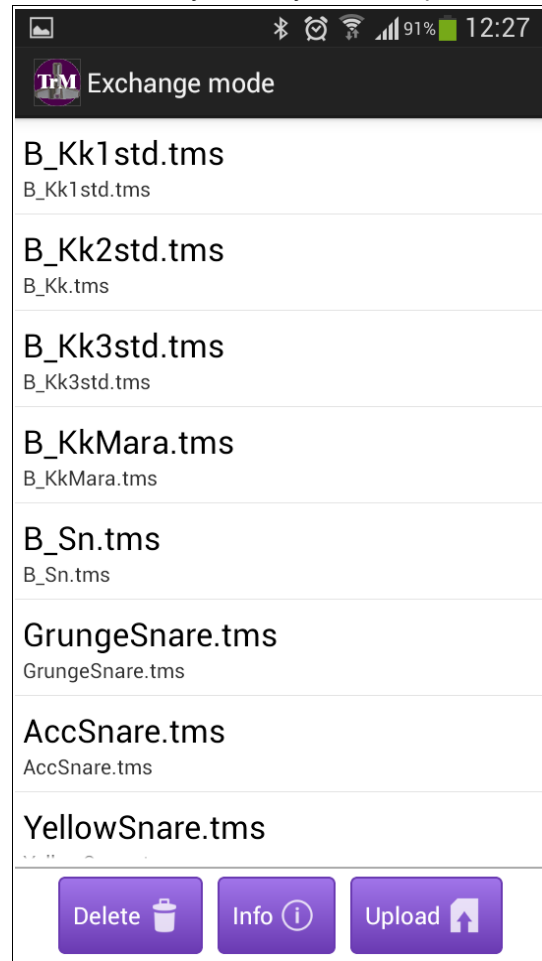 91% 12:27
TrM Exchange mode
B_Kk1std.tms
B_Kk1std.tms
B_Kk2std.tms
B_Kk.tms
B_Kk3std.tms
B_Kk3std.tms
B_KkMara.tms
B_KkMara.tms
B_Sn.tms
B_Sn.tms
GrungeSnare.tms
GrungeSnare.tms
AccSnare.tms
AccSnare.tms
YellowSnare.tms
Delete Info Upload